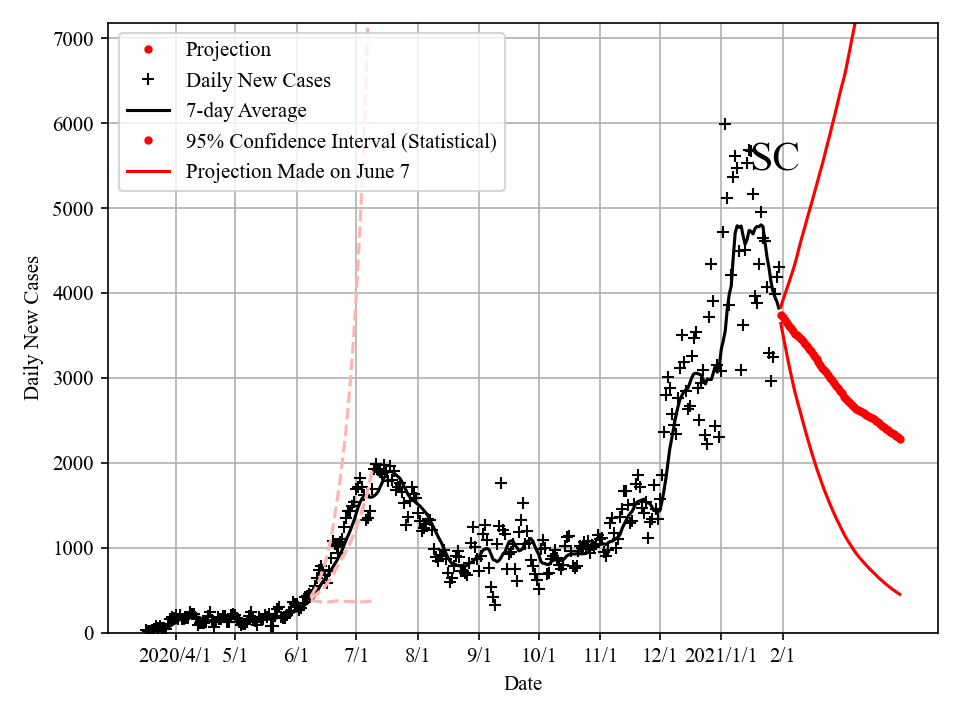 7000
6000
5000
4000
3000
2000
1000
0
Daily New Cases
Projection
Daily New Cases
7-day Average
95% Confidence Interval (Statistical)
Projection Made on June 7
SC
2020/4/1 5/1 6/1 7/1 8/1 9/1 10/1 11/1 12/1 2021/1/1 2/1
Date